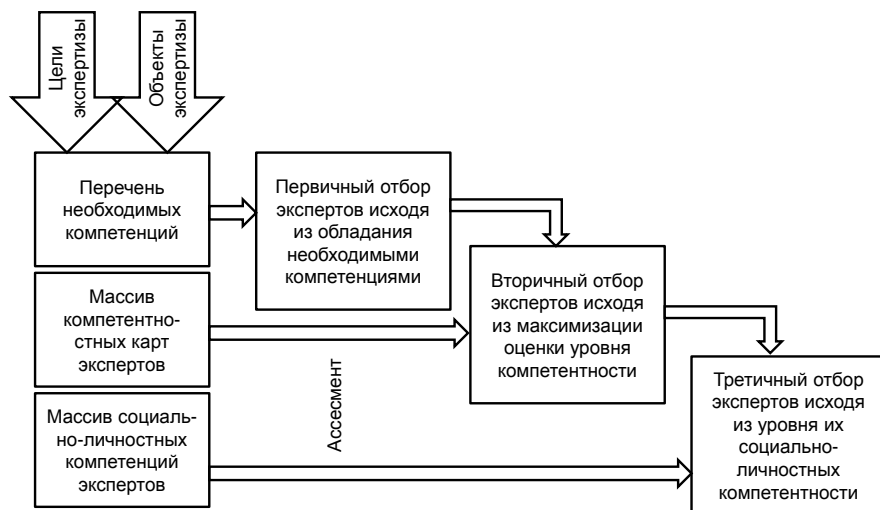 Цели
экспертизы
Объекты
экспертизы
Перечень
необходимых
компетенций
Первичный отбор
экспертов исходя
из обладания
необходимыми
компетенциями
Массив
компетентно-
стных карт
экспертов
Вторичный отбор
экспертов исходя
из максимизации
оценки уровня
компетентности
Массив социаль-
но-личностных
компетенций
экспертов
Ассесмент
Третичный отбор
экспертов исходя
из уровня их
социально-
личностных
компетентности